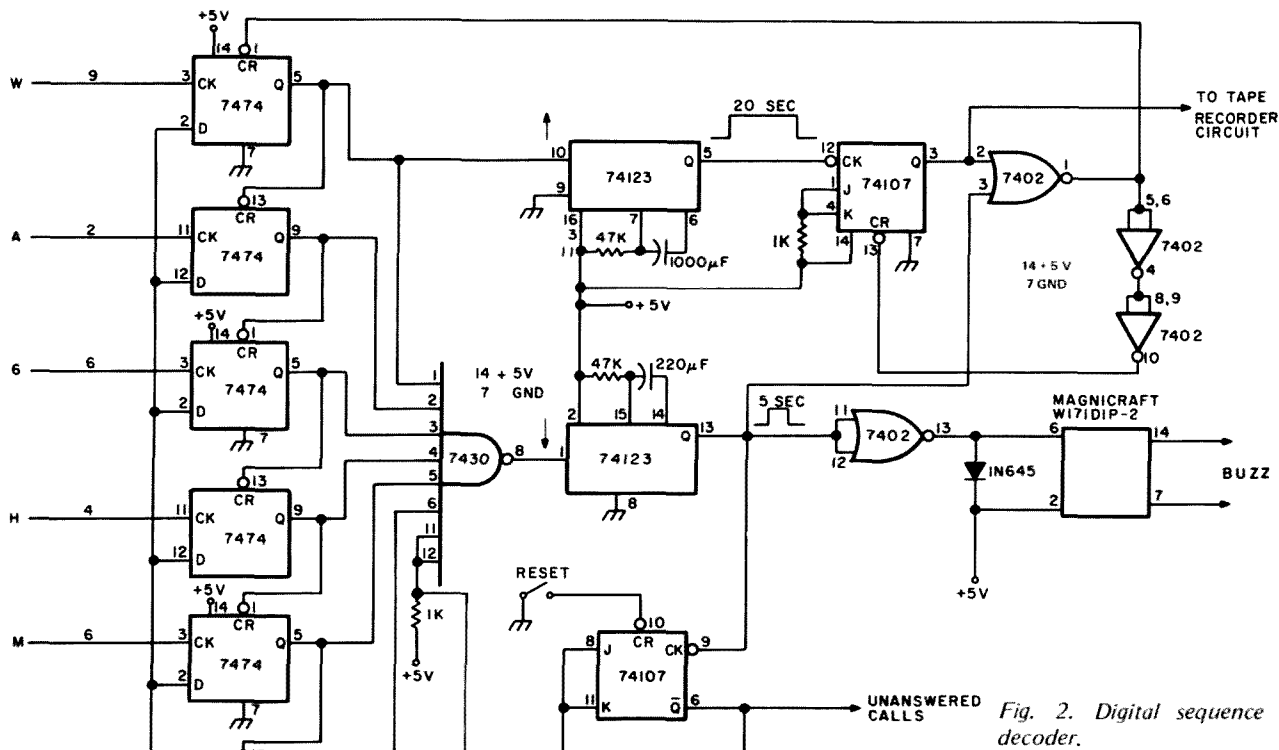 +5V
14
1
CR
W
9
3
CK
Q
5
7474
2
D
7
13
CR
A
2
11
CK
Q
9
7474
12
D
+5V
14
1
CR
6
6
3
CK
Q
5
7474
2
D
7
13
CR
H
4
11
CK
Q
9
7474
12
D
+5V
14
1
CR
M
6
3
CK
Q
5
7474
2
D
7
20 SEC
10
Q
5
74123
9
16
7
6
3
11
47K
1000μF
+5V
12
CK
Q
3
74107
1
J
4
K
1K
CR
14
13
7
TO TAPE
RECORDER
CIRCUIT
2
7402
1
3
5,6
7402
4
14 +5V
7 GND
8,9
7402
10
1
2
3
4
5
6
11
12
14 +5V
7 GND
7430
8
1K
+5V
47K
220μF
2
15
14
1
Q
13
74123
8
5 SEC
11
7402
13
12
MAGNICRAFT
W171DIP-2
6
14
1N645
BUZZ
2
7
+5V
RESET
10
8
J
CR
CK
9
74107
11
K
Q̅
6
UNANSWERED
CALLS
Fig. 2. Digital sequence
decoder.